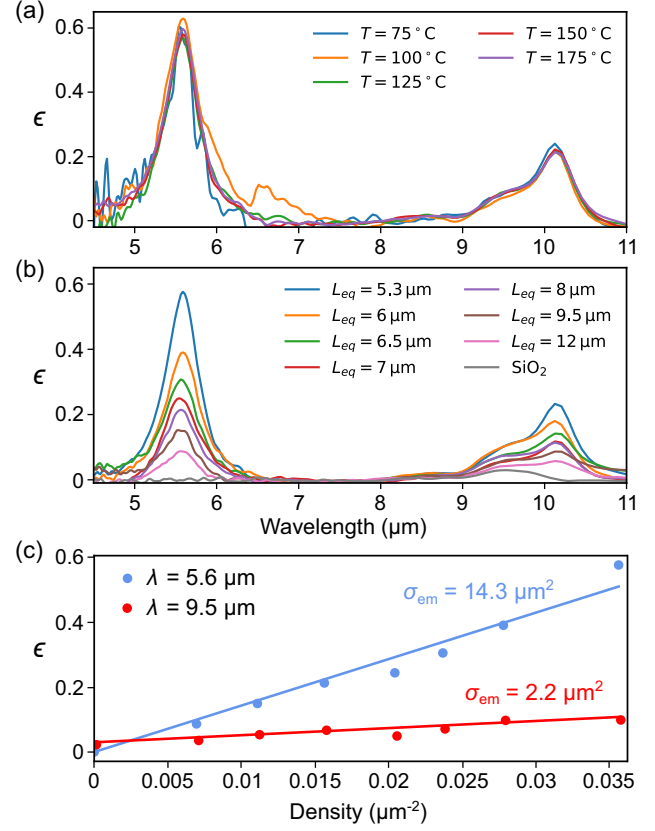 (a)
0.6
T = 75°C
T = 150°C
T = 100°C
T = 175°C
T = 125°C
0.4
ϵ
0.2
0
5 6 7 8 9 10 11
(b)
0.6
L_eq = 5.3 μm
L_eq = 8 μm
L_eq = 6 μm
L_eq = 9.5 μm
L_eq = 6.5 μm
L_eq = 12 μm
L_eq = 7 μm
SiO₂
0.4
ϵ
0.2
0
5 6 7 8 9 10 11
Wavelength (μm)
(c)
0.6
λ = 5.6 μm
λ = 9.5 μm
σ_em = 14.3 μm²
0.4
ϵ
0.2
σ_em = 2.2 μm²
0
0 0.005 0.01 0.015 0.02 0.025 0.03 0.035
Density (μm⁻²)